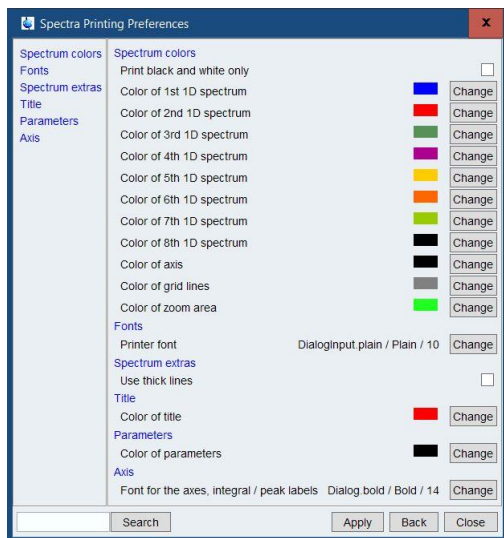 Spectra Printing Preferences
x
Spectrum colors
Fonts
Spectrum extras
Title
Parameters
Axis
Spectrum colors
Print black and white only
Color of 1st 1D spectrum Change
Color of 2nd 1D spectrum Change
Color of 3rd 1D spectrum Change
Color of 4th 1D spectrum Change
Color of 5th 1D spectrum Change
Color of 6th 1D spectrum Change
Color of 7th 1D spectrum Change
Color of 8th 1D spectrum Change
Color of axis Change
Color of grid lines Change
Color of zoom area Change
Fonts
Printer font DialogInput.plain / Plain / 10 Change
Spectrum extras
Use thick lines
Title
Color of title Change
Parameters
Color of parameters Change
Axis
Font for the axes, integral / peak labels Dialog.bold / Bold / 14 Change
Search Apply Back Close